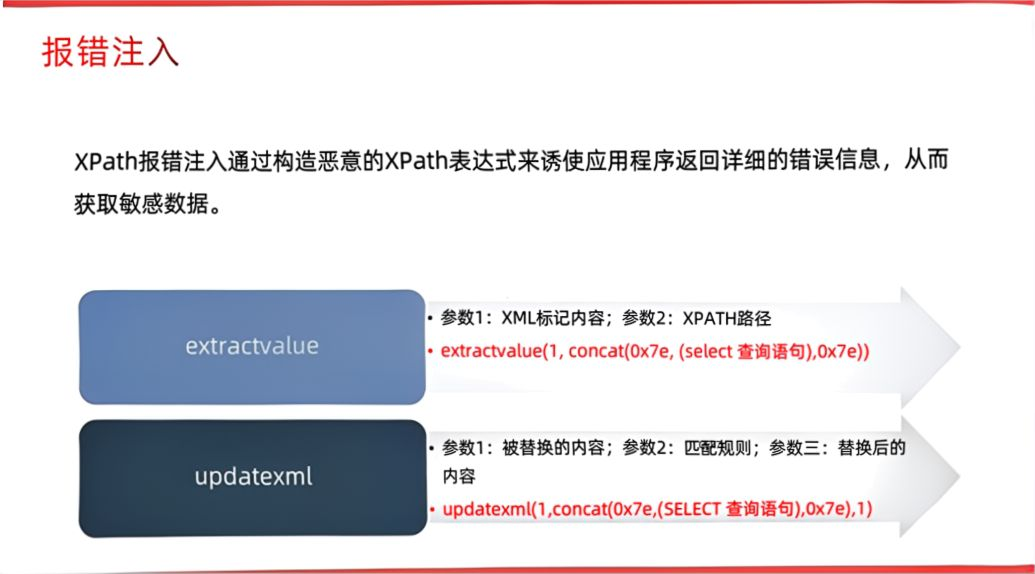 报错注入
XPath报错注入通过构造恶意的XPath表达式来诱使应用程序返回详细的错误信息，从而
获取敏感数据。
extractvalue
• 参数1：XML标记内容；参数2：XPATH路径
• extractvalue(1, concat(0x7e, (select 查询语句),0x7e))
updatexml
• 参数1：被替换的内容；参数2：匹配规则；参数三：替换后的
内容
• updatexml(1,concat(0x7e,(SELECT 查询语句),0x7e),1)